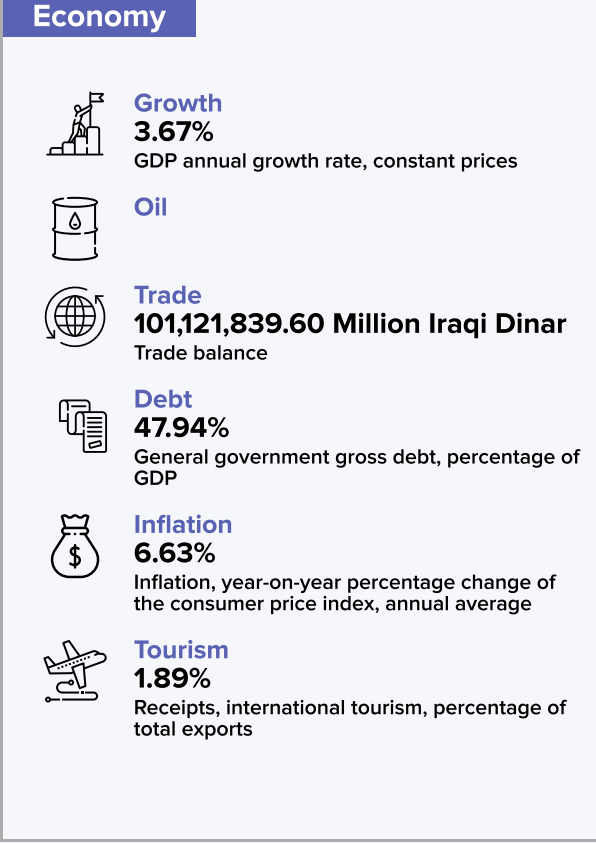 Economy
Growth
3.67%
GDP annual growth rate, constant prices
Oil
Trade
101,121,839.60 Million Iraqi Dinar
Trade balance
Debt
47.94%
General government gross debt, percentage of
GDP
Inflation
6.63%
Inflation, year-on-year percentage change of
the consumer price index, annual average
Tourism
1.89%
Receipts, international tourism, percentage of
total exports